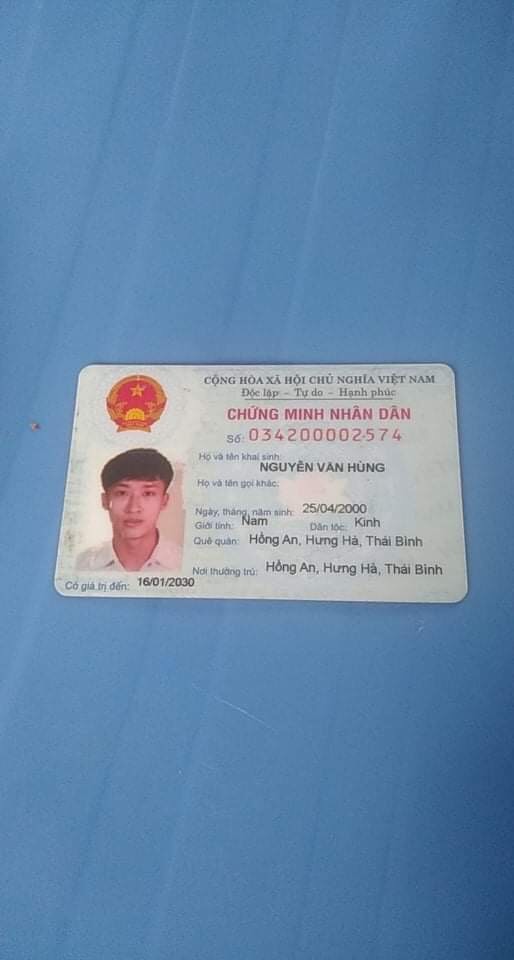 CỘNG HÒA XÃ HỘI CHỦ NGHĨA VIỆT NAM
Độc lập - Tự do - Hạnh phúc
CHỨNG MINH NHÂN DÂN
Số: 034200002574
Họ và tên khai sinh:
NGUYỄN VĂN HÙNG
Họ và tên gọi khác:
Ngày, tháng, năm sinh: 25/04/2000
Giới tính: Nam Dân tộc: Kinh
Quê quán: Hồng An, Hưng Hà, Thái Bình
Nơi thường trú: Hồng An, Hưng Hà, Thái Bình
Có giá trị đến: 16/01/2030